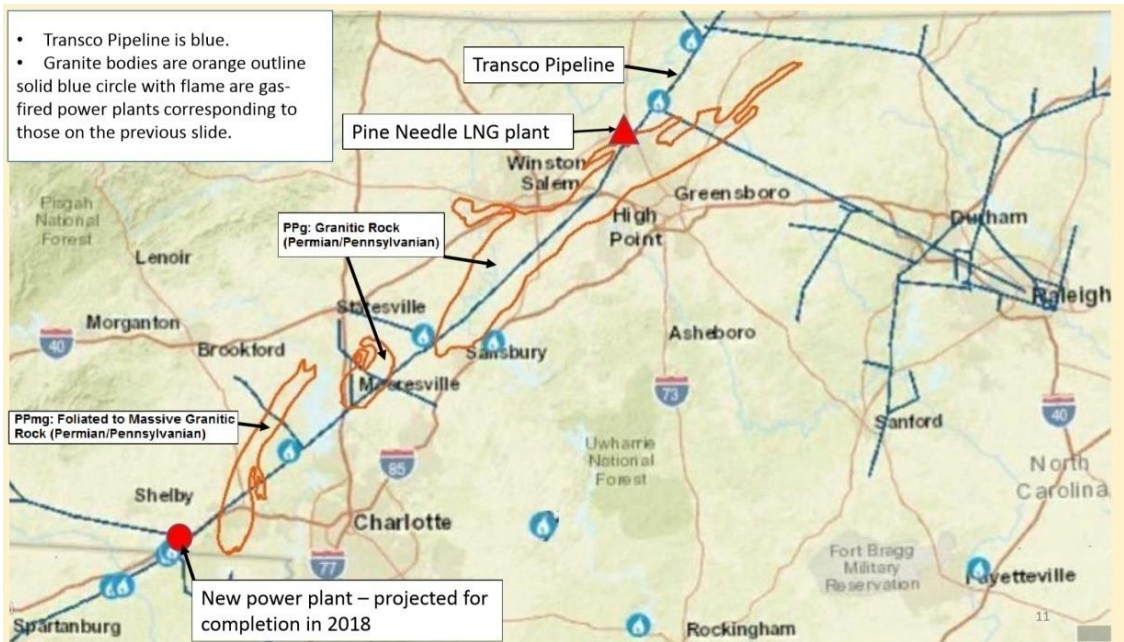 • Transco Pipeline is blue.
• Granite bodies are orange outline
solid blue circle with flame are gas-
fired power plants corresponding to
those on the previous slide.
Transco Pipeline
Pine Needle LNG plant
Winston
Salem
Greensboro
High
Point
Durham
Raleigh
Pisgah
National
Forest
PPg: Granitic Rock
(Permian/Pennsylvanian)
Lenoir
Statesville
Morganton
40
Brookford
Salisbury
Asheboro
Mooresville
73
PPmg: Foliated to Massive Granitic
Rock (Permian/Pennsylvanian)
Sanford
40
85
Uwharrie
National
Forest
North
Carolina
Shelby
Charlotte
77
Fort Bragg
Military
Reservation
Fayetteville
New power plant – projected for
completion in 2018
Spartanburg
Rockingham
11